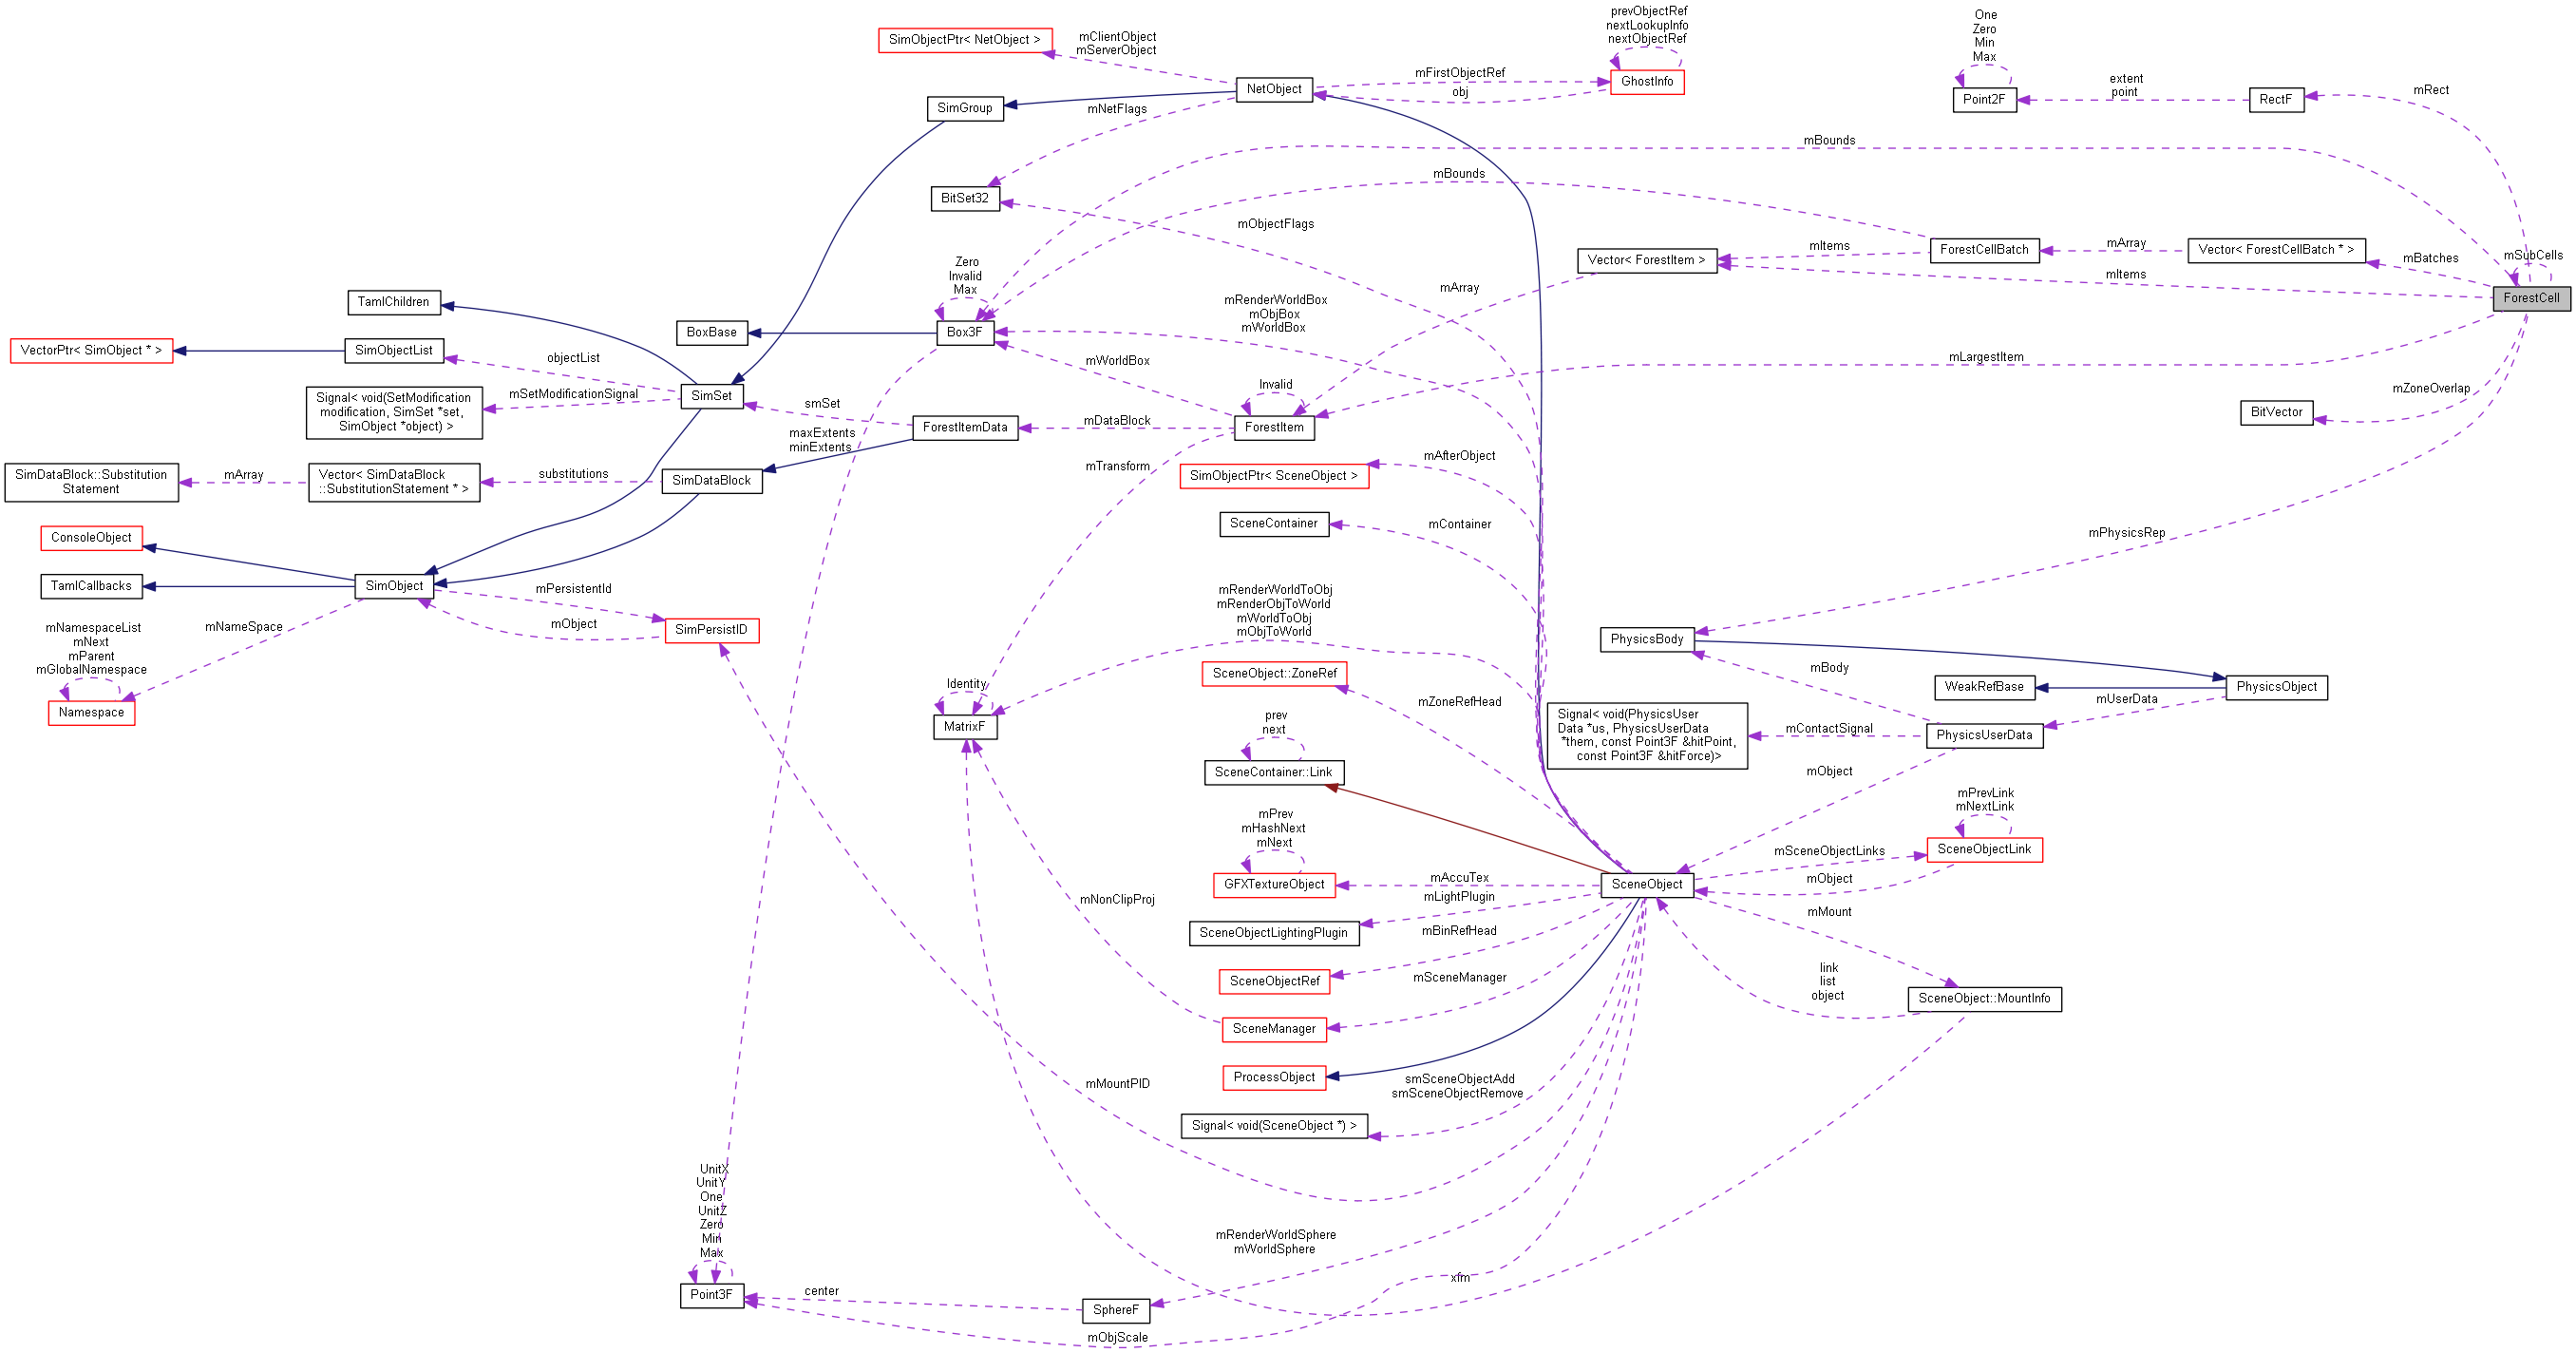 prevObjectRef
nextLookupInfo
nextObjectRef
One
Zero
Min
Max
SimObjectPtr< NetObject >
mClientObject
mServerObject
NetObject
mFirstObjectRef
obj
GhostInfo
extent
point
Point2F
RectF
mRect
SimGroup
mNetFlags
mBounds
BitSet32
mBounds
mObjectFlags
Vector< ForestItem >
mItems
ForestCellBatch
mArray
Vector< ForestCellBatch * >
mBatches
mSubCells
mItems
ForestCell
Zero
Invalid
Max
mArray
TamlChildren
BoxBase
Box3F
mRenderWorldBox
mObjBox
mWorldBox
VectorPtr< SimObject * >
SimObjectList
objectList
mWorldBox
mLargestItem
Signal< void(SetModification
modification, SimSet *set,
SimObject *object) >
mSetModificationSignal
SimSet
smSet
Invalid
mZoneOverlap
BitVector
ForestItemData
mDataBlock
ForestItem
maxExtents
minExtents
mTransform
mAfterObject
SimObjectPtr< SceneObject >
SimDataBlock::Substitution
Statement
mArray
Vector< SimDataBlock
::SubstitutionStatement * >
substitutions
SimDataBlock
SceneContainer
mContainer
mPhysicsRep
ConsoleObject
TamlCallbacks
SimObject
mPersistentId
mObject
SimPersistID
mRenderWorldToObj
mRenderObjToWorld
mWorldToObj
mObjToWorld
mNamespaceList
mNext
mParent
mGlobalNamespace
mNameSpace
Namespace
PhysicsBody
mBody
SceneObject::ZoneRef
mZoneRefHead
WeakRefBase
PhysicsObject
mUserData
Identity
MatrixF
Signal< void(PhysicsUser
Data *us, PhysicsUserData
*them, const Point3F &hitPoint,
const Point3F &hitForce)>
mContactSignal
PhysicsUserData
prev
next
SceneContainer::Link
mObject
mPrevLink
mNextLink
mPrev
mHashNext
mNext
SceneObjectLink
mSceneObjectLinks
mObject
GFXTextureObject
mAccuTex
SceneObject
mLightPlugin
mNonClipProj
mMount
SceneObjectLightingPlugin
mBinRefHead
SceneObjectRef
mSceneManager
link
list
object
SceneObject::MountInfo
SceneManager
ProcessObject
mMountPID
smSceneObjectAdd
smSceneObjectRemove
Signal< void(SceneObject *) >
UnitX
UnitY
One
UnitZ
Zero
Min
Max
mRenderWorldSphere
mWorldSphere
xfm
Point3F
center
SphereF
mObjScale